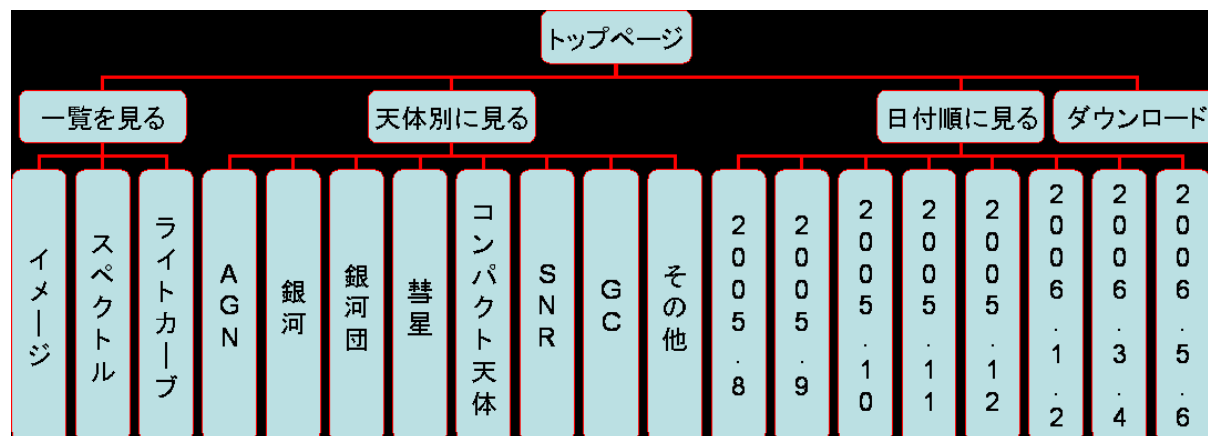 トップページ
一覧を見る
天体別に見る
日付順に見る
ダウンロード
イメージ
スペクトル
ライトカーブ
AGN
銀河
銀河団
彗星
コンパクト天体
SNR
GC
その他
2005.8
2005.9
2005.10
2005.11
2005.12
2006.1.2
2006.3.4
2006.5.6